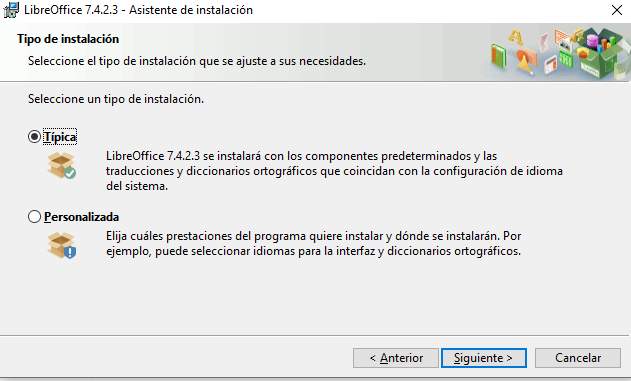 LibreOffice 7.4.2.3 - Asistente de instalación
Tipo de instalación
Seleccione el tipo de instalación que se ajuste a sus necesidades.
Seleccione un tipo de instalación.
Típica
LibreOffice 7.4.2.3 se instalará con los componentes predeterminados y las
traducciones y diccionarios ortográficos que coincidan con la configuración de idioma
del sistema.
Personalizada
Elija cuáles prestaciones del programa quiere instalar y dónde se instalarán. Por
ejemplo, puede seleccionar idiomas para la interfaz y diccionarios ortográficos.
< Anterior
Siguiente >
Cancelar